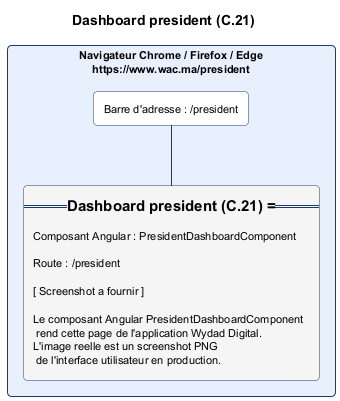 Dashboard president (C.21)
Navigateur Chrome / Firefox / Edge
https://www.wac.ma/president
Barre d'adresse : /president
Dashboard president (C.21) =
Composant Angular : PresidentDashboardComponent
Route : /president
[ Screenshot a fournir ]
Le composant Angular PresidentDashboardComponent
rend cette page de l'application Wydad Digital.
L'image reelle est un screenshot PNG
de l'interface utilisateur en production.